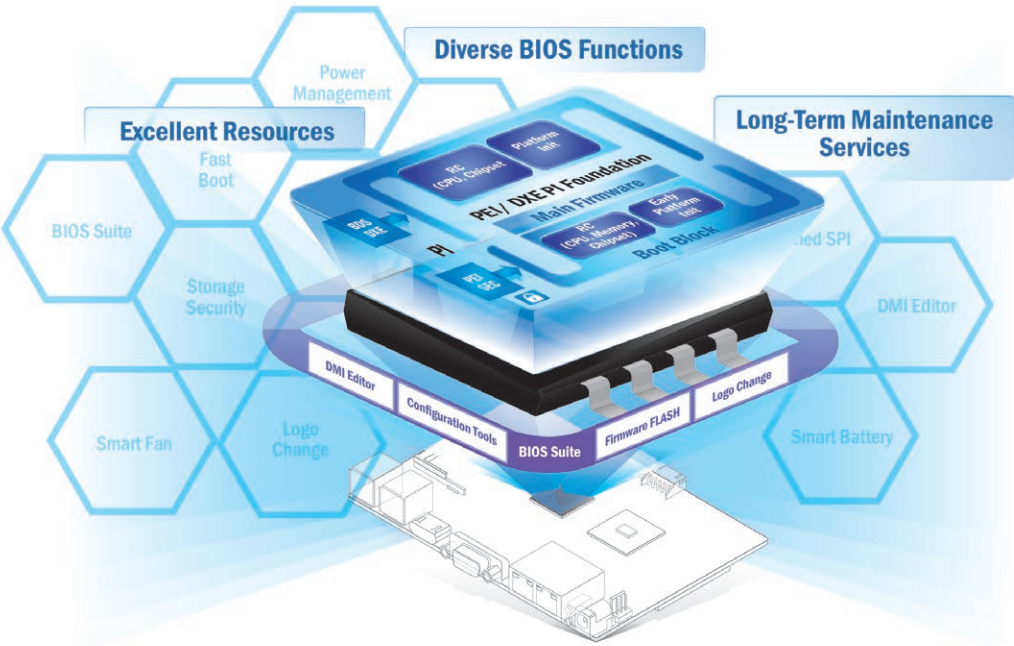 Diverse BIOS Functions
Power
Management
Excellent Resources
Long-Term Maintenance
Services
Fast
Boot
BIOS Suite
Storage
Security
Smart Fan
Logo
Change
SPI
DMI Editor
Smart Battery
RC
(CPU, Chipset
Platform
Init
PEI/ DXE PI Foundation
Main Firmware
BDS
DXE
PI
RC
(CPU, Memory,
Chipset)
Early
Platform
Init
Boot Block
PEI
SEC
DMI Editor
Configuration Tools
BIOS Suite
Firmware FLASH
Logo Change